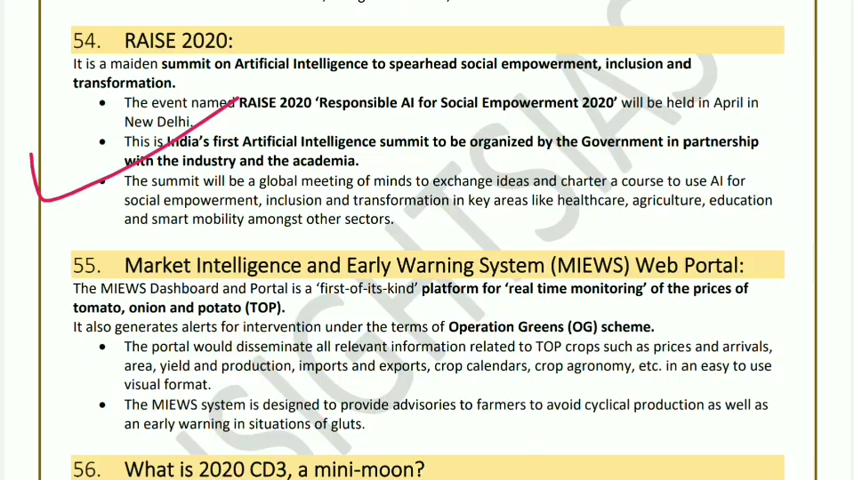 54. RAISE 2020:
It is a maiden summit on Artificial Intelligence to spearhead social empowerment, inclusion and
transformation.
• The event named 'RAISE 2020 'Responsible AI for Social Empowerment 2020' will be held in April in
New Delhi.
• This is India's first Artificial Intelligence summit to be organized by the Government in partnership
with the industry and the academia.
• The summit will be a global meeting of minds to exchange ideas and charter a course to use AI for
social empowerment, inclusion and transformation in key areas like healthcare, agriculture, education
and smart mobility amongst other sectors.
55. Market Intelligence and Early Warning System (MIEWS) Web Portal:
The MIEWS Dashboard and Portal is a 'first-of-its-kind' platform for 'real time monitoring' of the prices of
tomato, onion and potato (TOP).
It also generates alerts for intervention under the terms of Operation Greens (OG) scheme.
• The portal would disseminate all relevant information related to TOP crops such as prices and arrivals,
area, yield and production, imports and exports, crop calendars, crop agronomy, etc. in an easy to use
visual format.
• The MIEWS system is designed to provide advisories to farmers to avoid cyclical production as well as
an early warning in situations of gluts.
56. What is 2020 CD3, a mini-moon?
NSIGHTSIAS